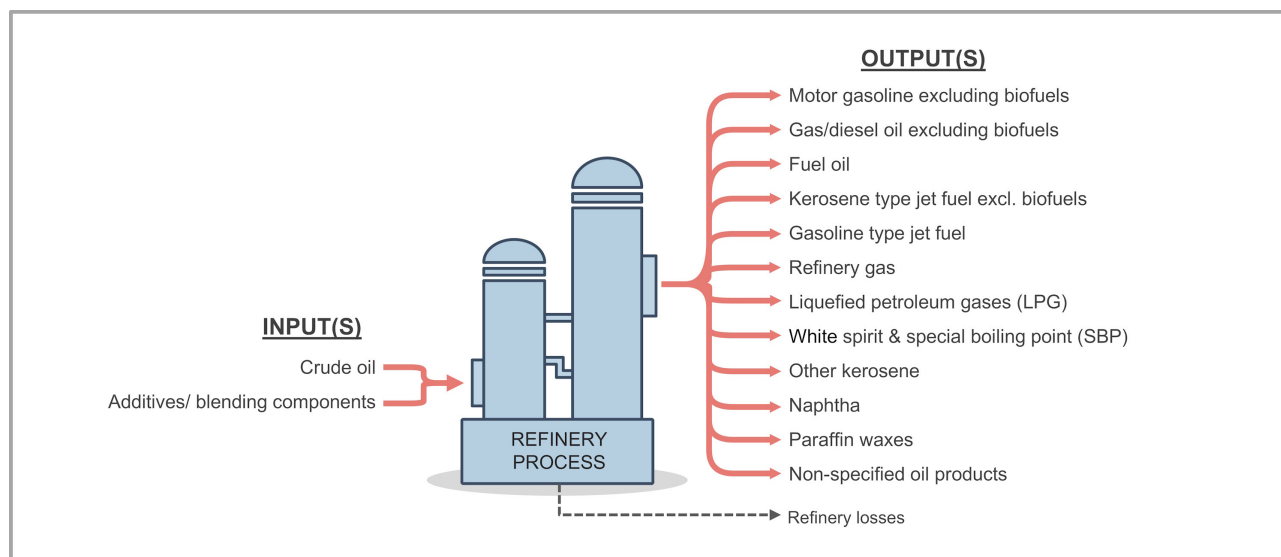 INPUT(S)
Crude oil
Additives/ blending components
REFINERY
PROCESS
OUTPUT(S)
Motor gasoline excluding biofuels
Gas/diesel oil excluding biofuels
Fuel oil
Kerosene type jet fuel excl. biofuels
Gasoline type jet fuel
Refinery gas
Liquefied petroleum gases (LPG)
White spirit & special boiling point (SBP)
Other kerosene
Naphtha
Paraffin waxes
Non-specified oil products
Refinery losses